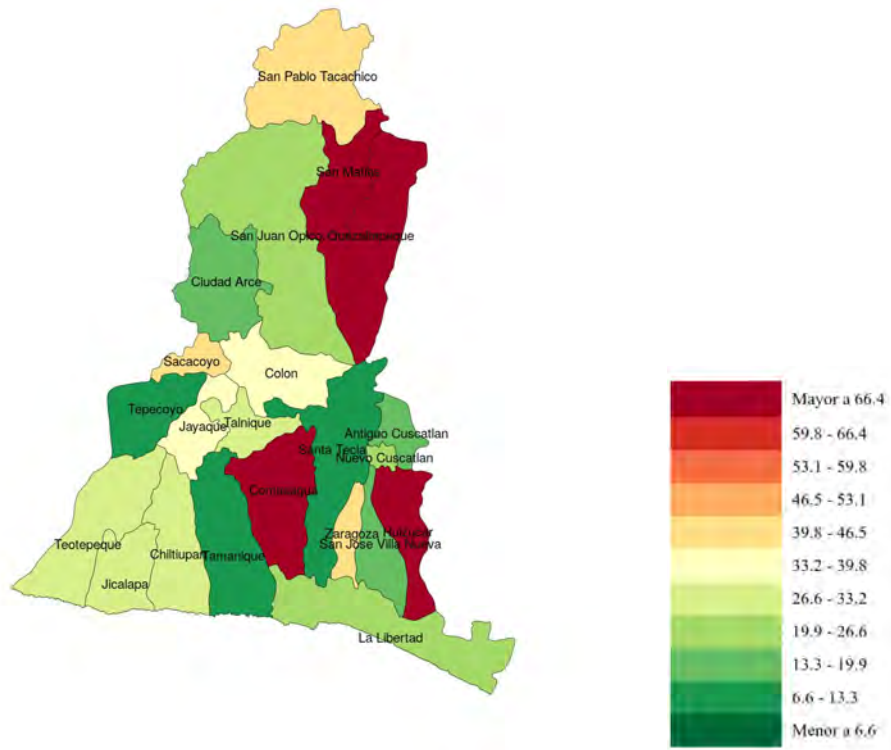 San Pablo Tacachico
San Matias
San Juan Opico Quezaltepeque
Ciudad Arce
Sacacoyo
Colon
Tepecoyo
Jayaque
Talnique
Antiguo Cuscatlan
Santa Tecla
Nuevo Cuscatlan
Comasagua
Zaragoza
Huizucar
San Jose Villa Nueva
Teotepeque
Chiltiupan
Tamanique
Jicalapa
La Libertad
Mayor a 66.4
59.8 - 66.4
53.1 - 59.8
46.5 - 53.1
39.8 - 46.5
33.2 - 39.8
26.6 - 33.2
19.9 - 26.6
13.3 - 19.9
6.6 - 13.3
Menor a 6.6